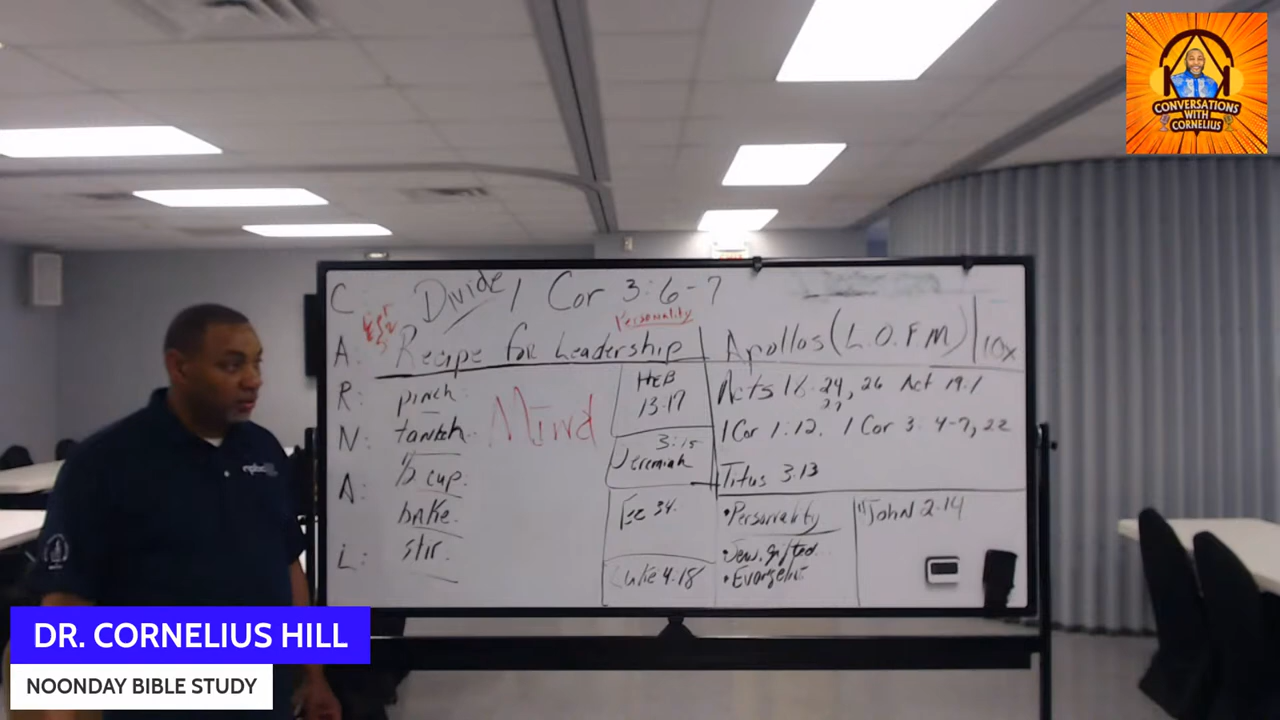 CONVERSATIONS
WITH
CORNELIUS
C Divide 1 Cor 3:6-7
Personality
A: Recipe for Leadership
Apollos (L.O.F M) 10x
R: pinch
N:
A: 1/2 cup.
bake.
L: stir.
Mind
HEB
13:17
3:15
Jeremiah
Eze 34
Luke 4:18
Acts 16:24, 26 Act 19:1
27
1 Cor 1:12. 1 Cor 3: 4-7, 22
Titus 3:13
• Personality
• Jew. gifted
• Evangelist
John 2:14
DR. CORNELIUS HILL
NOONDAY BIBLE STUDY